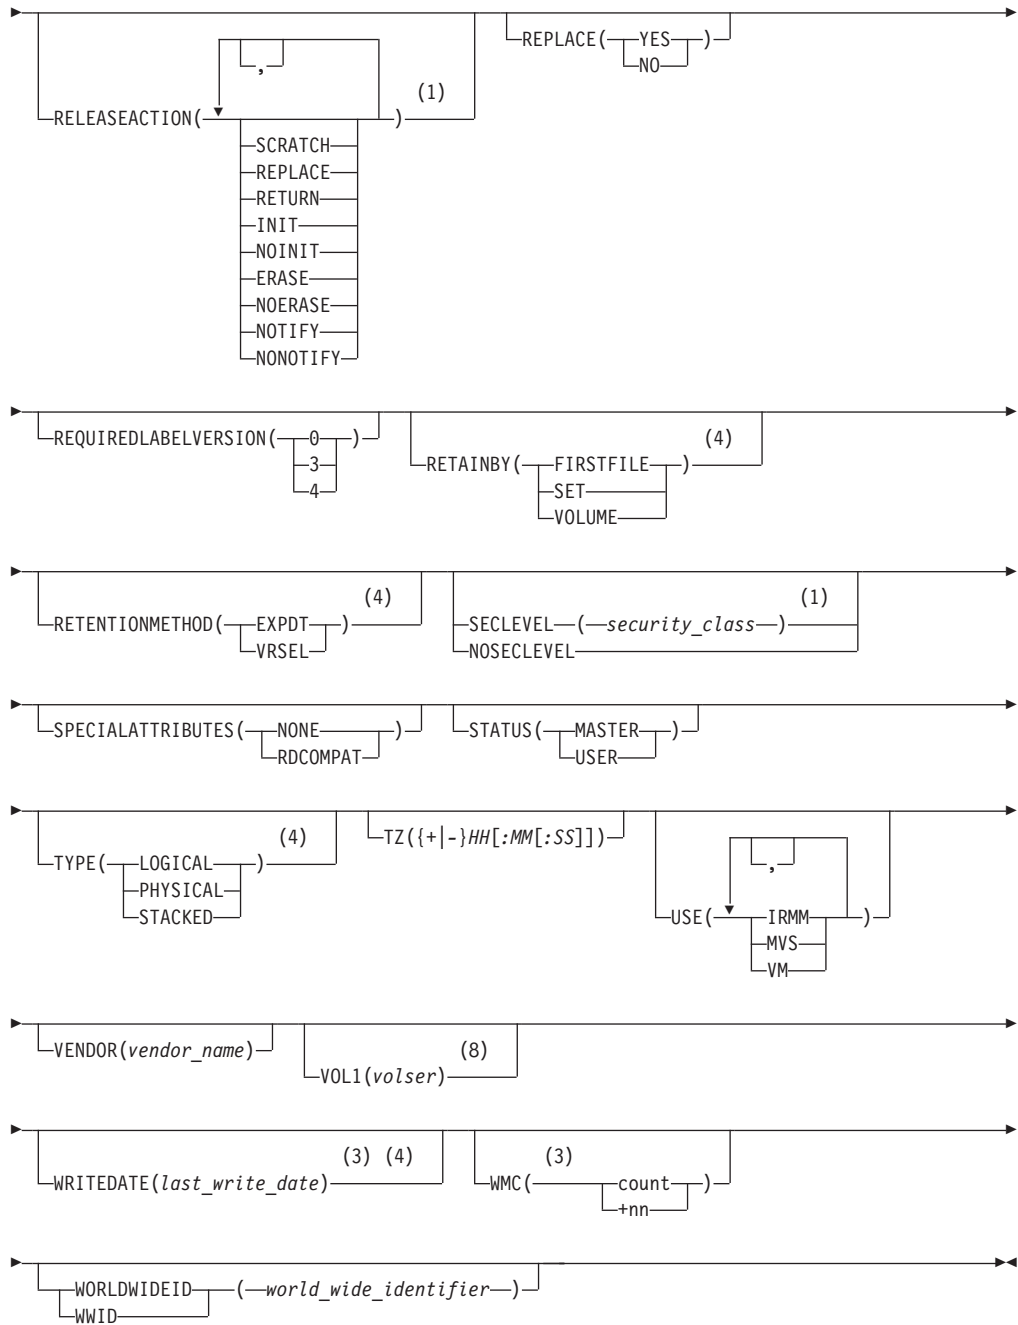 REPLACE( YES )
NO
,
(1)
RELEASEACTION( )
SCRATCH
REPLACE
RETURN
INIT
NOINIT
ERASE
NOERASE
NOTIFY
NONOTIFY
REQUIREDLABELVERSION( 0 )
3
4
(4)
RETAINBY( FIRSTFILE )
SET
VOLUME
(4)
RETENTIONMETHOD( EXPDT )
VRSEL
(1)
SECLEVEL ( security_class )
NOSECLEVEL
SPECIALATTRIBUTES( NONE )
RDCOMPAT
STATUS( MASTER )
USER
(4)
TYPE( LOGICAL )
PHYSICAL
STACKED
TZ({+|-}HH[:MM[:SS]])
,
USE( IRMM )
MVS
VM
VENDOR(vendor_name)
(8)
VOL1(volser)
(3) (4)
WRITEDATE(last_write_date)
(3)
WMC( count )
+nn
WORLDWIDEID ( world_wide_identifier )
WWID